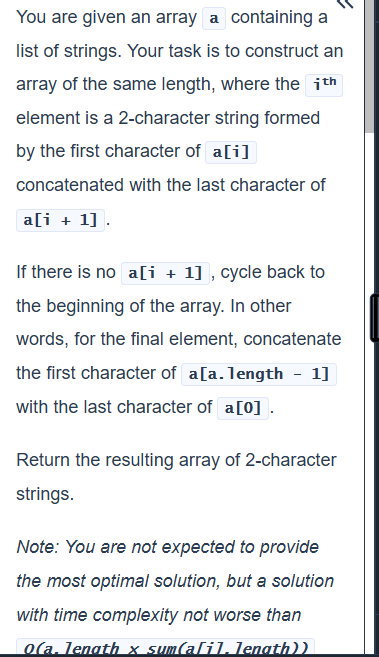 You are given an array a containing a
list of strings. Your task is to construct an
array of the same length, where the ith
element is a 2-character string formed
by the first character of a[i]
concatenated with the last character of
a[i + 1].
If there is no a[i + 1], cycle back to
the beginning of the array. In other
words, for the final element, concatenate
the first character of a[a.length - 1]
with the last character of a[0].
Return the resulting array of 2-character
strings.
Note: You are not expected to provide
the most optimal solution, but a solution
with time complexity not worse than
O(a.length x sum(a[i].length))